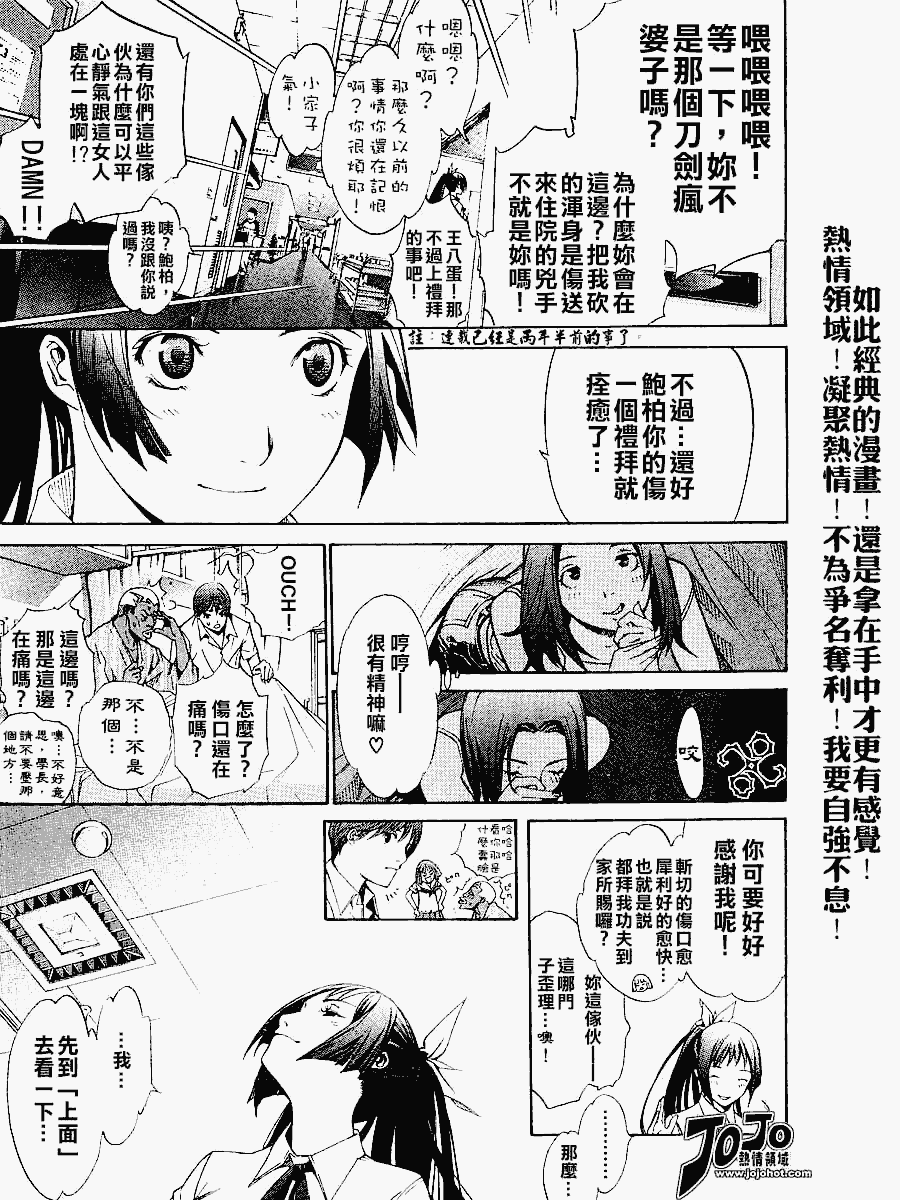 喂喂喂喂！
等一下，妳不
是那個刀劍瘋
婆子嗎？
為什麼妳會在
這邊？把我砍
的渾身是傷送
來住院的兇手
不就是妳嗎！
嗯嗯？
什麼啊？
那麼久以前的
事情你還在記恨
啊？你很煩耶！
小家子
氣！
王八蛋！那
不過上禮拜
的事吧！
還有你們這些傢
伙為什麼可以平
心靜氣跟這女人
處在一塊啊!?
DAMN!!
咦？鮑柏，
我沒跟你說
過嗎？
註：連載已經是兩年半前的事了
不過…還好
鮑柏你的傷
一個禮拜就
痊癒了…
哼哼——
很有精神嘛♡
咬
OUCH!
怎麼了？
傷口還在
痛嗎？
不…不是
那個…
這邊嗎？
那是這邊
在痛嗎？
噢…不好意
思，學長，
請不要壓那
個地方…
你可要好好
感謝我呢！
斬切的傷口愈
犀利好的愈快…
也就是說
都拜我功夫到
家所賜囉？
妳這傢伙——
這哪門
子歪理…噢！
哈哈哈
看你那是
什麼囊臉
……
那麼…
…我…
先到「上面」
去看一下…
如此經典的漫畫！還是拿在手中才更有感覺！
熱情領域！凝聚熱情！不為爭名奪利！我要自強不息！
JOJO
熱情領域
www.jojohot.com